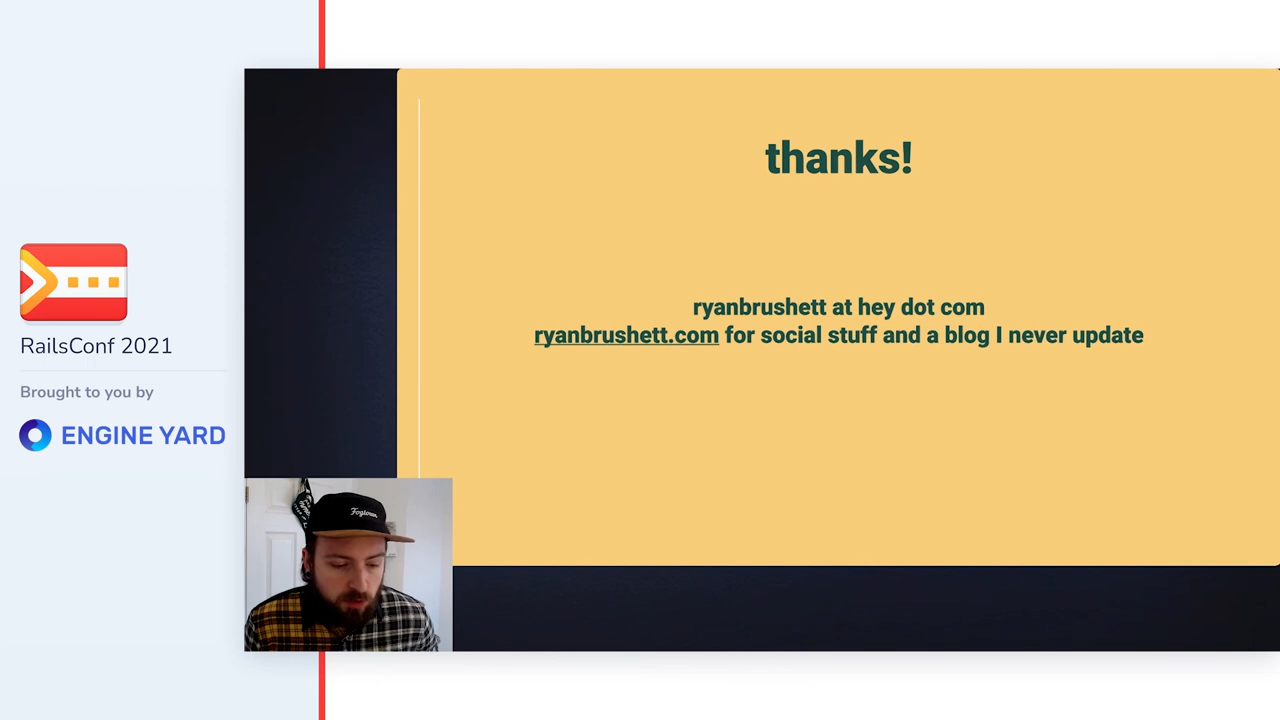 thanks!
ryanbrushett at hey dot com
ryanbrushett.com for social stuff and a blog I never update
RailsConf 2021
Brought to you by
ENGINE YARD
Fogtown